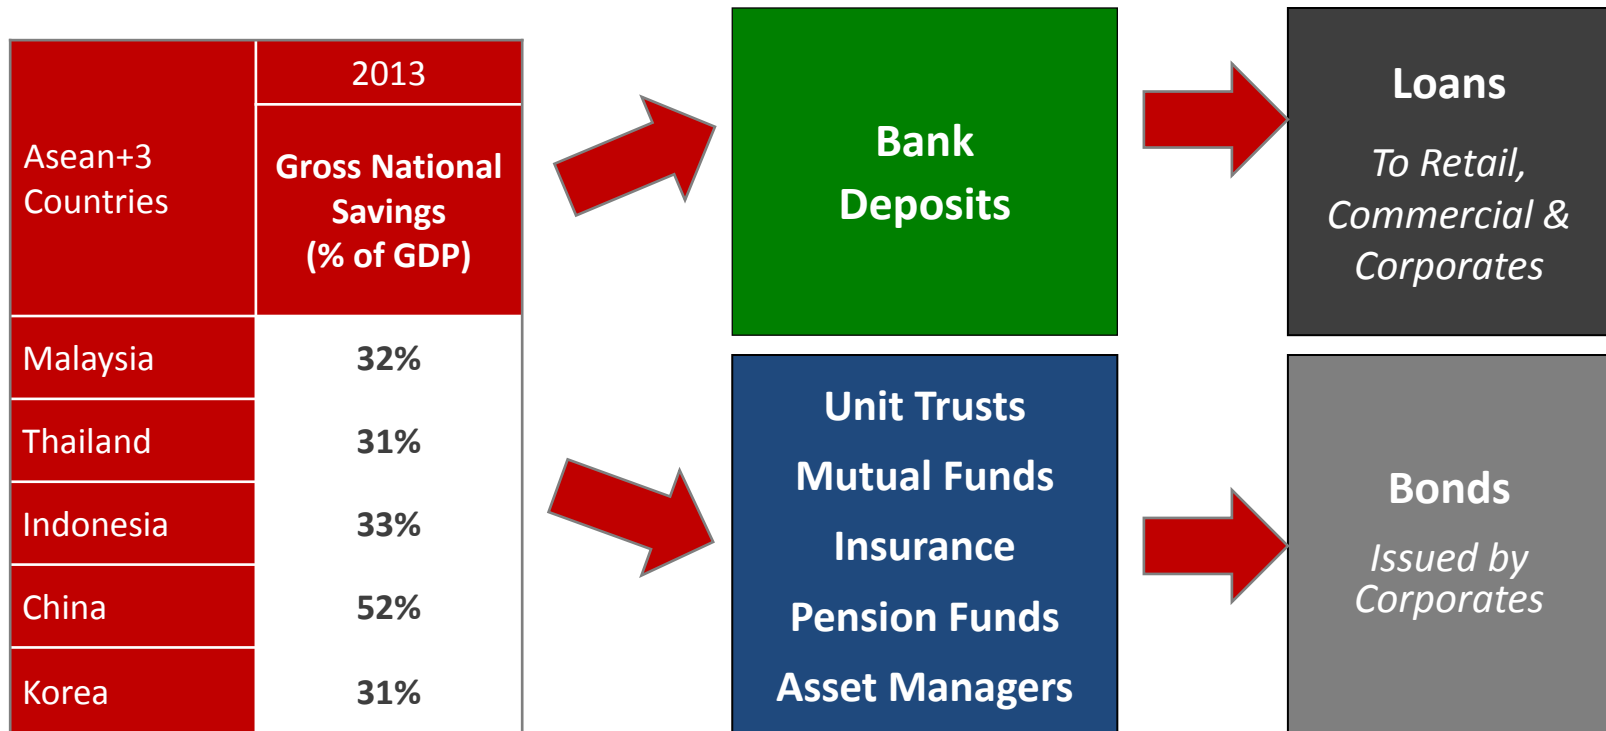 Asean+3
Countries
2013
Gross National
Savings
(% of GDP)
Malaysia
32%
Thailand
31%
Indonesia
33%
China
52%
Korea
31%
Bank
Deposits
Unit Trusts
Mutual Funds
Insurance
Pension Funds
Asset Managers
Loans
To Retail,
Commercial &
Corporates
Bonds
Issued by
Corporates